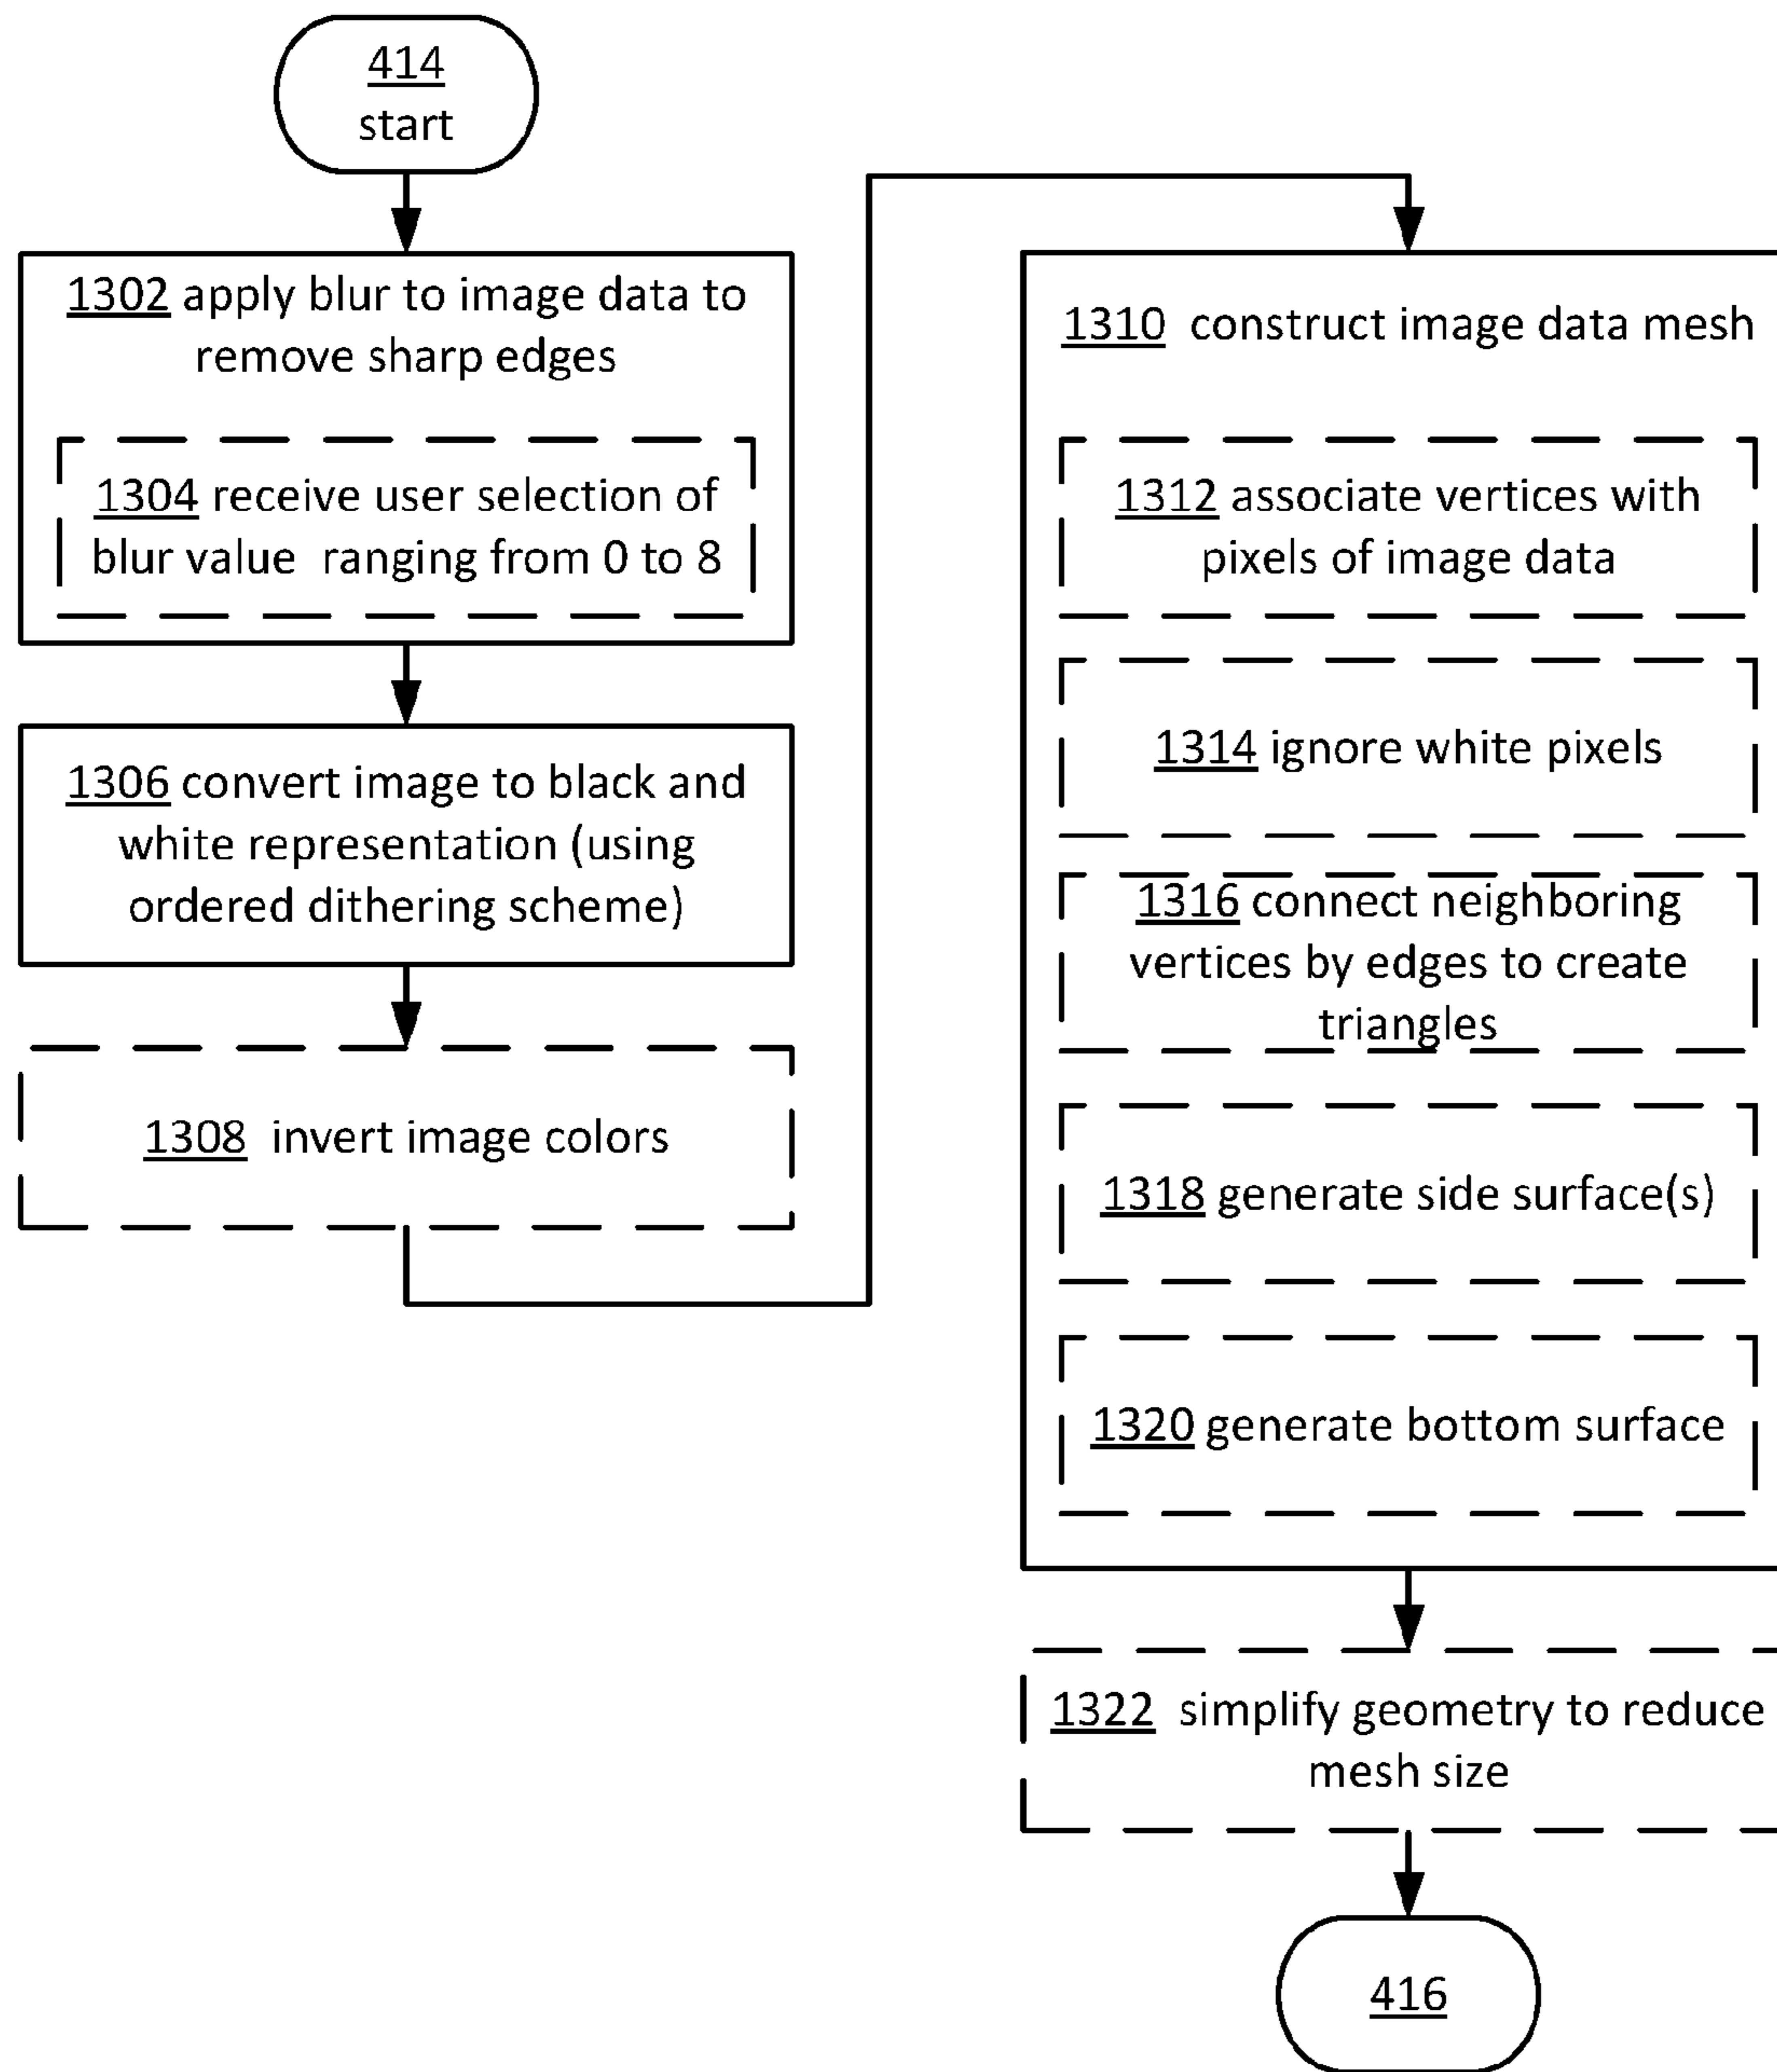 414
start
1302 apply blur to image data to
remove sharp edges
1304 receive user selection of
blur value ranging from 0 to 8
1306 convert image to black and
white representation (using
ordered dithering scheme)
1308 invert image colors
1310 construct image data mesh
1312 associate vertices with
pixels of image data
1314 ignore white pixels
1316 connect neighboring
vertices by edges to create
triangles
1318 generate side surface(s)
1320 generate bottom surface
1322 simplify geometry to reduce
mesh size
416